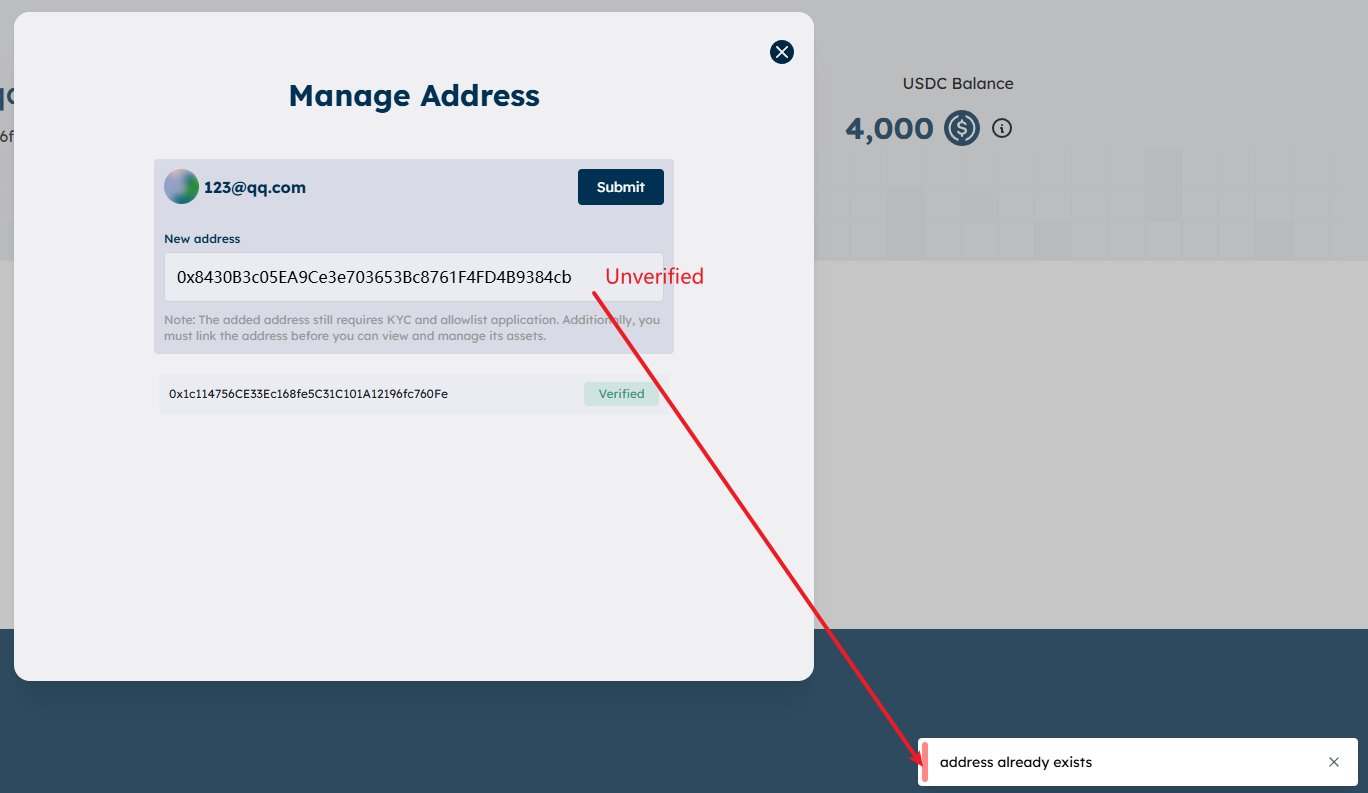 Manage Address
USDC Balance
4,000
6f
123@qq.com
Submit
New address
0x8430B3c05EA9Ce3e703653Bc8761F4FD4B9384cb
Unverified
Note: The added address still requires KYC and allowlist application. Additionally, you
must link the address before you can view and manage its assets.
0x1c114756CE33Ec168fe5C31C101A12196fc760Fe
Verified
address already exists